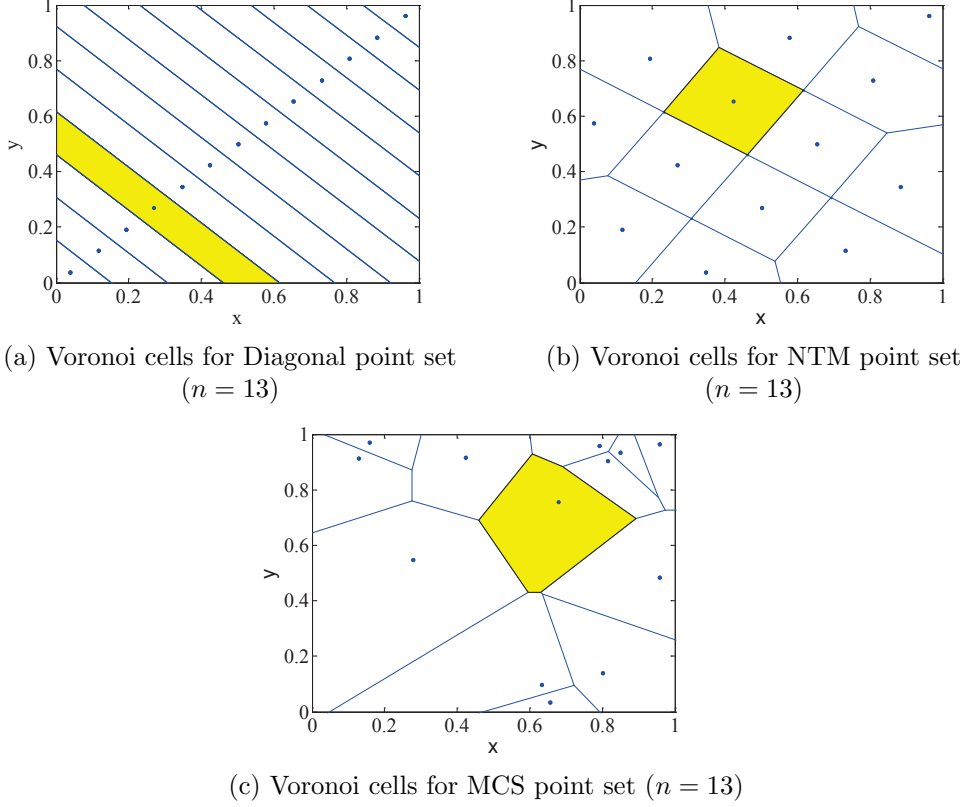 1
0.8
0.6
y
0.4
0.2
0
0 0.2 0.4 0.6 0.8 1
x
(a) Voronoi cells for Diagonal point set
(n = 13)
1
0.8
0.6
y
0.4
0.2
0
0 0.2 0.4 0.6 0.8 1
x
(b) Voronoi cells for NTM point set
(n = 13)
1
0.8
0.6
y
0.4
0.2
0
0 0.2 0.4 0.6 0.8 1
x
(c) Voronoi cells for MCS point set (n = 13)